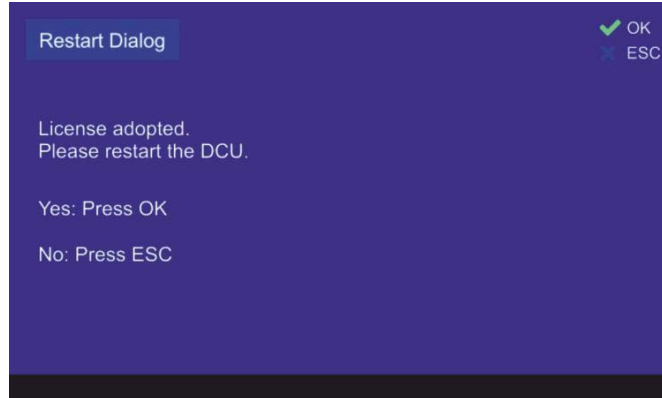 Restart Dialog
OK
ESC
License adopted.
Please restart the DCU.
Yes: Press OK
No: Press ESC